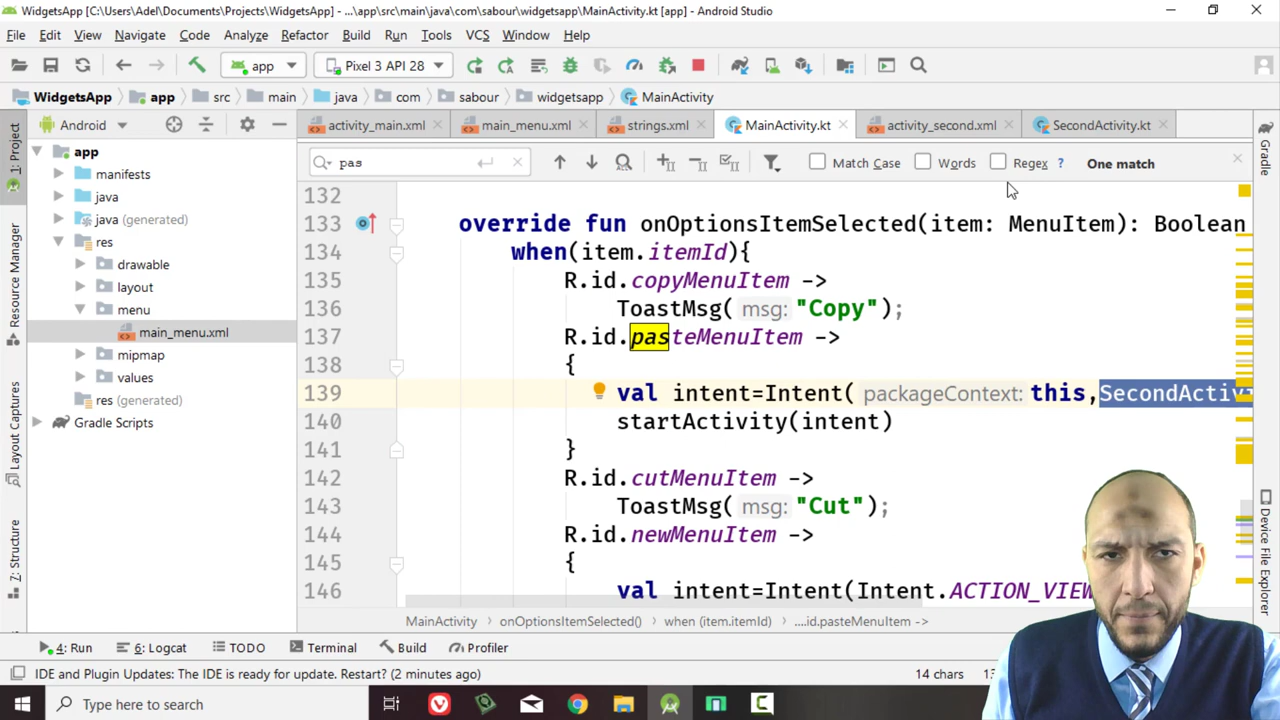 WidgetsApp [C:\Users\Adel\Documents\Projects\WidgetsApp] - ...\app\src\main\java\com\sabour\widgetsapp\MainActivity.kt [app] - Android Studio
File Edit View Navigate Code Analyze Refactor Build Run Tools VCS Window Help
app Pixel 3 API 28
WidgetsApp app src main java com sabour widgetsapp MainActivity
Android
activity_main.xml main_menu.xml strings.xml MainActivity.kt activity_second.xml SecondActivity.kt
pas Match Case Words Regex ? One match
1: Project
Resource Manager
Layout Captures
7: Structure
app
manifests
java
java (generated)
res
drawable
layout
menu
main_menu.xml
mipmap
values
res (generated)
Gradle Scripts
132
133 override fun onOptionsItemSelected(item: MenuItem): Boolean
134 when(item.itemId){
135 R.id.copyMenuItem ->
136 ToastMsg( msg: "Copy");
137 R.id.pasteMenuItem ->
138 {
139 val intent=Intent( packageContext: this,SecondActivi
140 startActivity(intent)
141 }
142 R.id.cutMenuItem ->
143 ToastMsg( msg: "Cut");
144 R.id.newMenuItem ->
145 {
146 val intent=Intent(Intent.ACTION_VIEW
Gradle
Device File Explorer
MainActivity onOptionsItemSelected() when (item.itemId) ....id.pasteMenuItem ->
4: Run 6: Logcat TODO Terminal Build Profiler
IDE and Plugin Updates: The IDE is ready for update. Restart? (2 minutes ago) 14 chars
Type here to search